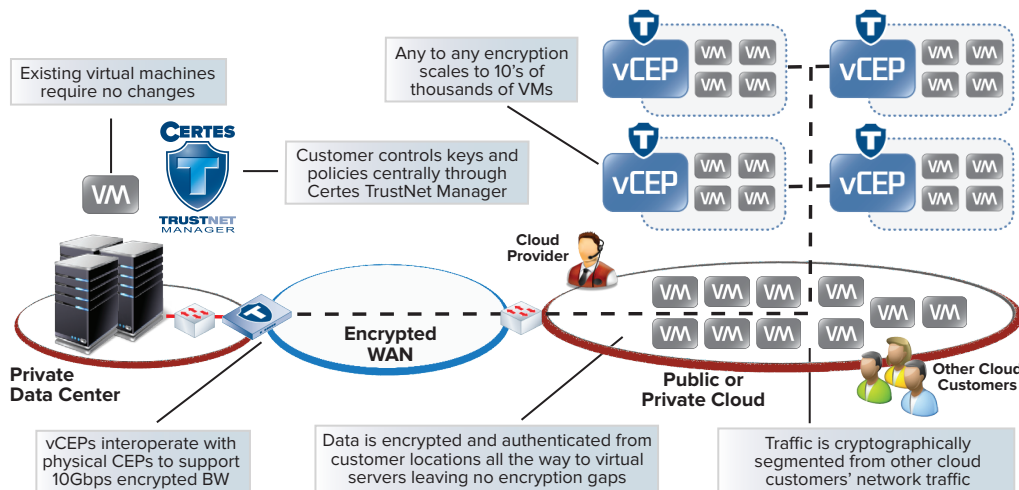 Existing virtual machines
require no changes
VM
CERTES
T
TRUSTNET
MANAGER
Customer controls keys and
policies centrally through
Certes TrustNet Manager
Any to any encryption
scales to 10's of
thousands of VMs
T
vCEP
VM VM
VM VM
T
vCEP
VM VM
VM VM
T
vCEP
VM VM
VM VM
T
vCEP
VM VM
VM VM
Private
Data Center
T
Encrypted
WAN
Cloud
Provider
VM VM VM VM
VM VM
VM VM VM VM
Public or
Private Cloud
Other Cloud
Customers
vCEPs interoperate with
physical CEPs to support
10Gbps encrypted BW
Data is encrypted and authenticated from
customer locations all the way to virtual
servers leaving no encryption gaps
Traffic is cryptographically
segmented from other cloud
customers' network traffic